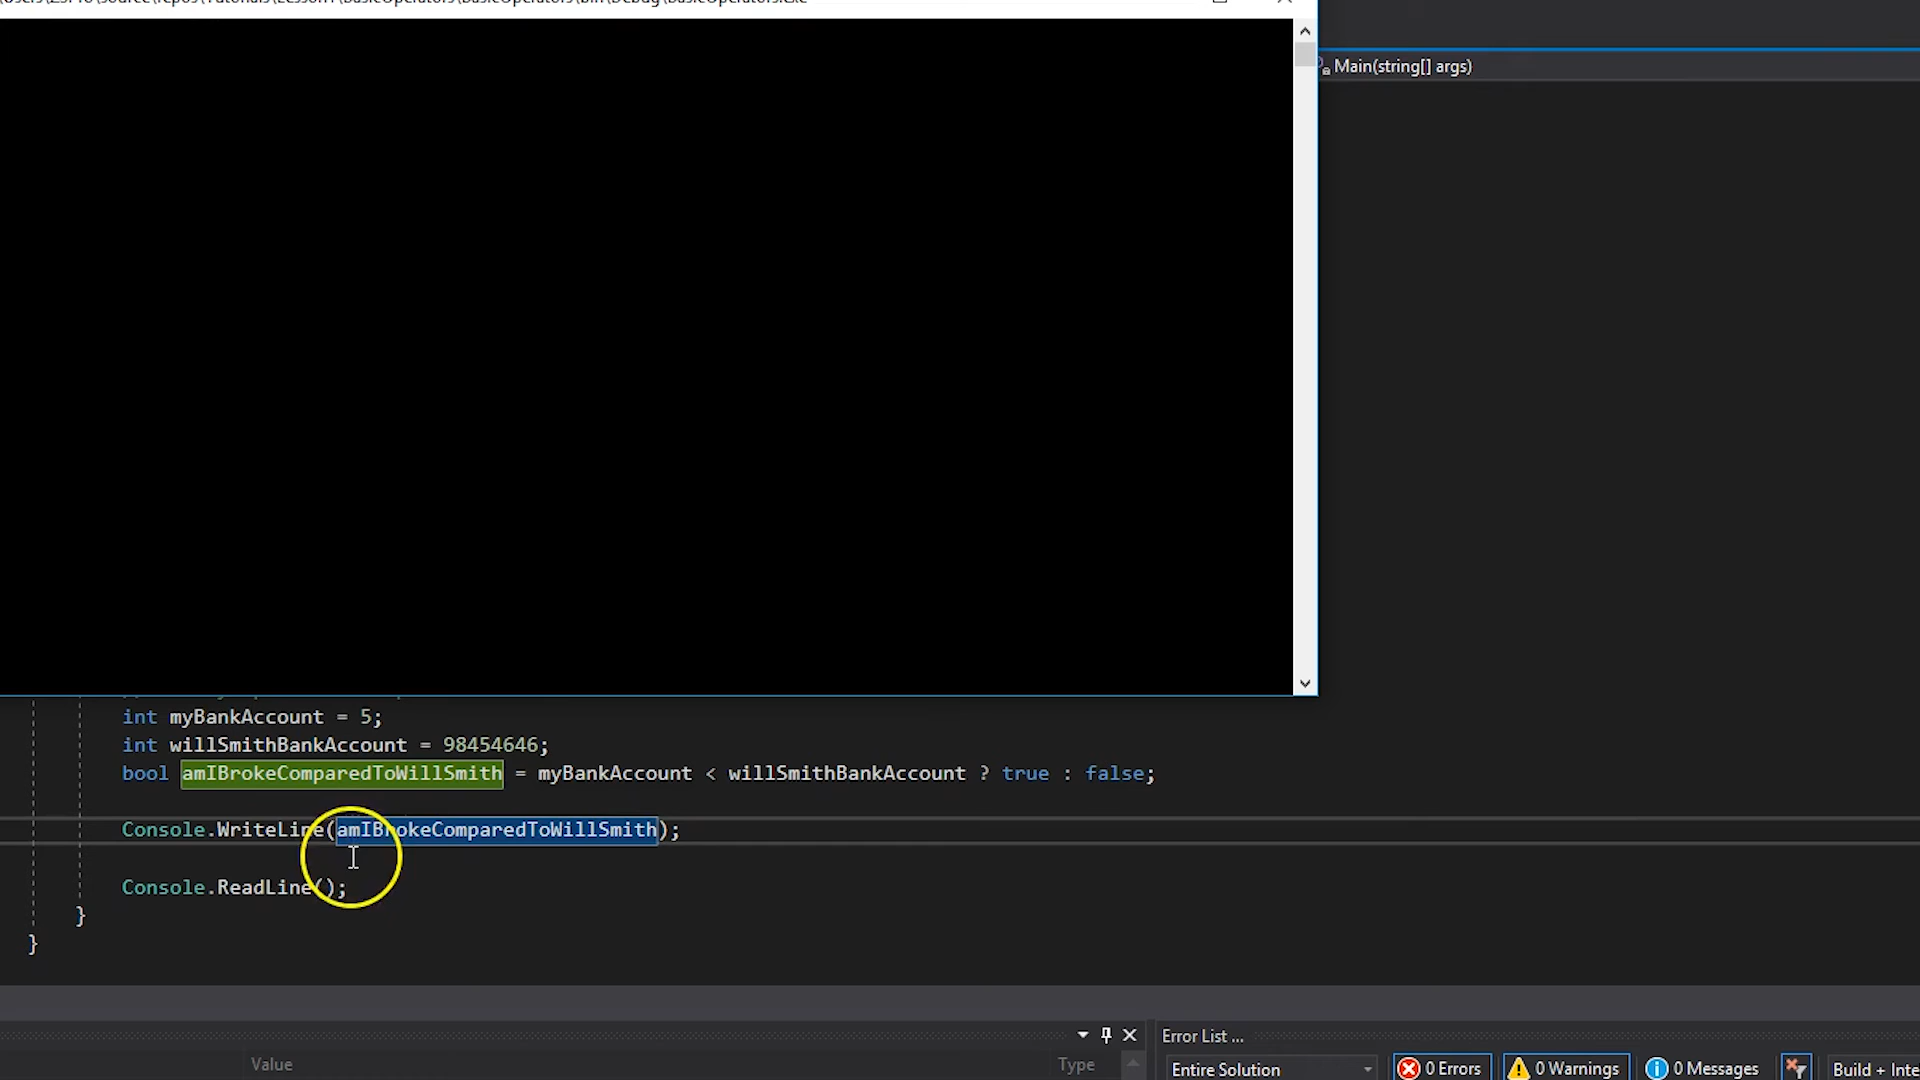 Main(string[] args)
int myBankAccount = 5;
int willSmithBankAccount = 98454646;
bool amIBrokeComparedToWillSmith = myBankAccount < willSmithBankAccount ? true : false;
Console.WriteLine(amIBrokeComparedToWillSmith);
Console.ReadLine();
}
}
Error List ...
Value
Type
Entire Solution
0 Errors
0 Warnings
0 Messages
Build + Inte